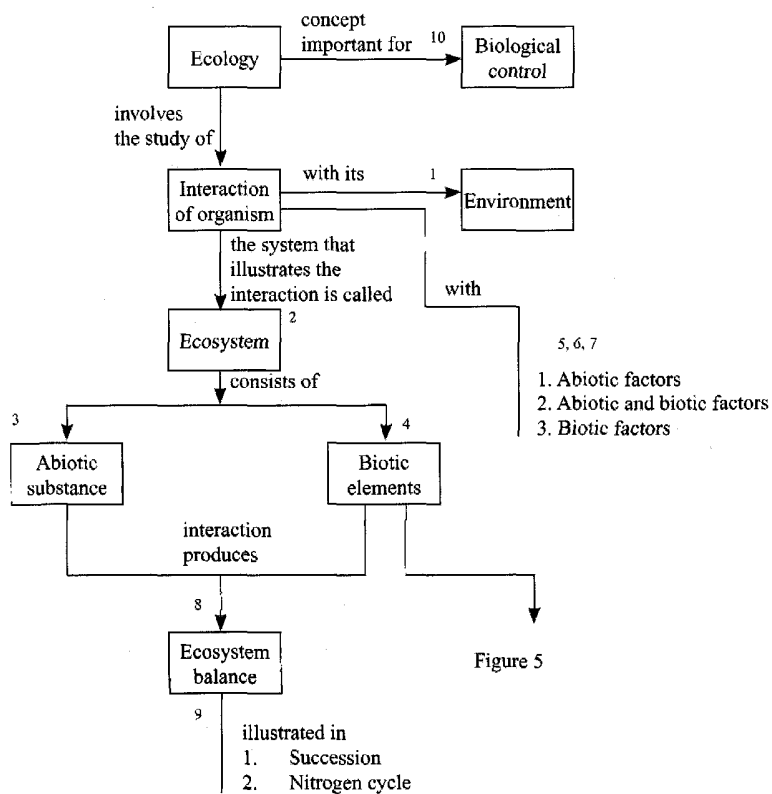 concept
important for
10
Ecology
Biological
control
involves
the study of
with its
1
Interaction
of organism
Environment
the system that
illustrates the
interaction is called
with
2
Ecosystem
5, 6, 7
consists of
1. Abiotic factors
2. Abiotic and biotic factors
3. Biotic factors
3
4
Abiotic
substance
Biotic
elements
interaction
produces
8
Ecosystem
balance
Figure 5
9
illustrated in
1. Succession
2. Nitrogen cycle